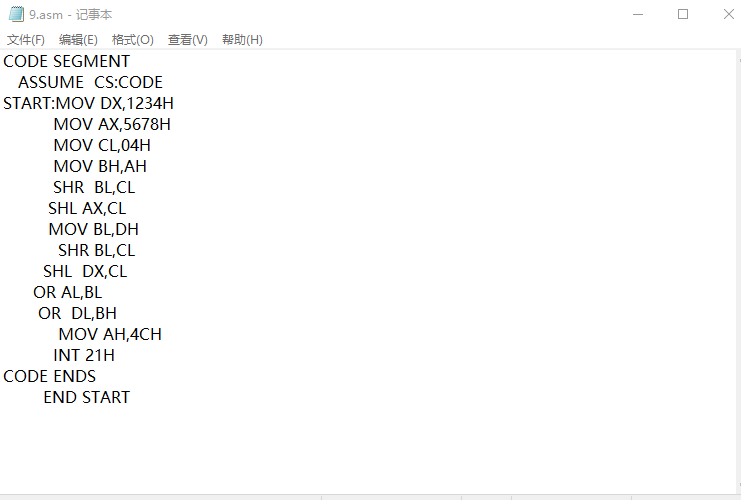 9.asm - 记事本
文件(F) 编辑(E) 格式(O) 查看(V) 帮助(H)
CODE SEGMENT
ASSUME CS:CODE
START:MOV DX,1234H
MOV AX,5678H
MOV CL,04H
MOV BH,AH
SHR BL,CL
SHL AX,CL
MOV BL,DH
SHR BL,CL
SHL DX,CL
OR AL,BL
OR DL,BH
MOV AH,4CH
INT 21H
CODE ENDS
END START